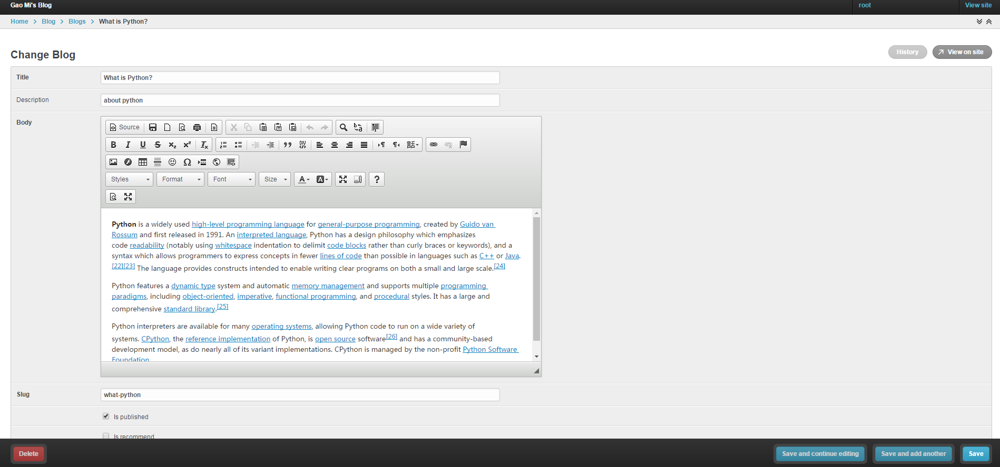 Gao Mi's Blog
root
View site
Home > Blog > Blogs > What is Python?
Change Blog
History
View on site
Title
What is Python?
Description
about python
Body
Source
Styles
Format
Font
Size
Python is a widely used high-level programming language for general-purpose programming, created by Guido van
Rossum and first released in 1991. An interpreted language, Python has a design philosophy which emphasizes
code readability (notably using whitespace indentation to delimit code blocks rather than curly braces or keywords), and a
syntax which allows programmers to express concepts in fewer lines of code than possible in languages such as C++ or Java.
[22][23] The language provides constructs intended to enable writing clear programs on both a small and large scale.[24]
Python features a dynamic type system and automatic memory management and supports multiple programming
paradigms, including object-oriented, imperative, functional programming, and procedural styles. It has a large and
comprehensive standard library.[25]
Python interpreters are available for many operating systems, allowing Python code to run on a wide variety of
systems. CPython, the reference implementation of Python, is open source software[26] and has a community-based
development model, as do nearly all of its variant implementations. CPython is managed by the non-profit Python Software
Foundation
Slug
what-python
Is published
Is recommend
Delete
Save and continue editing
Save and add another
Save